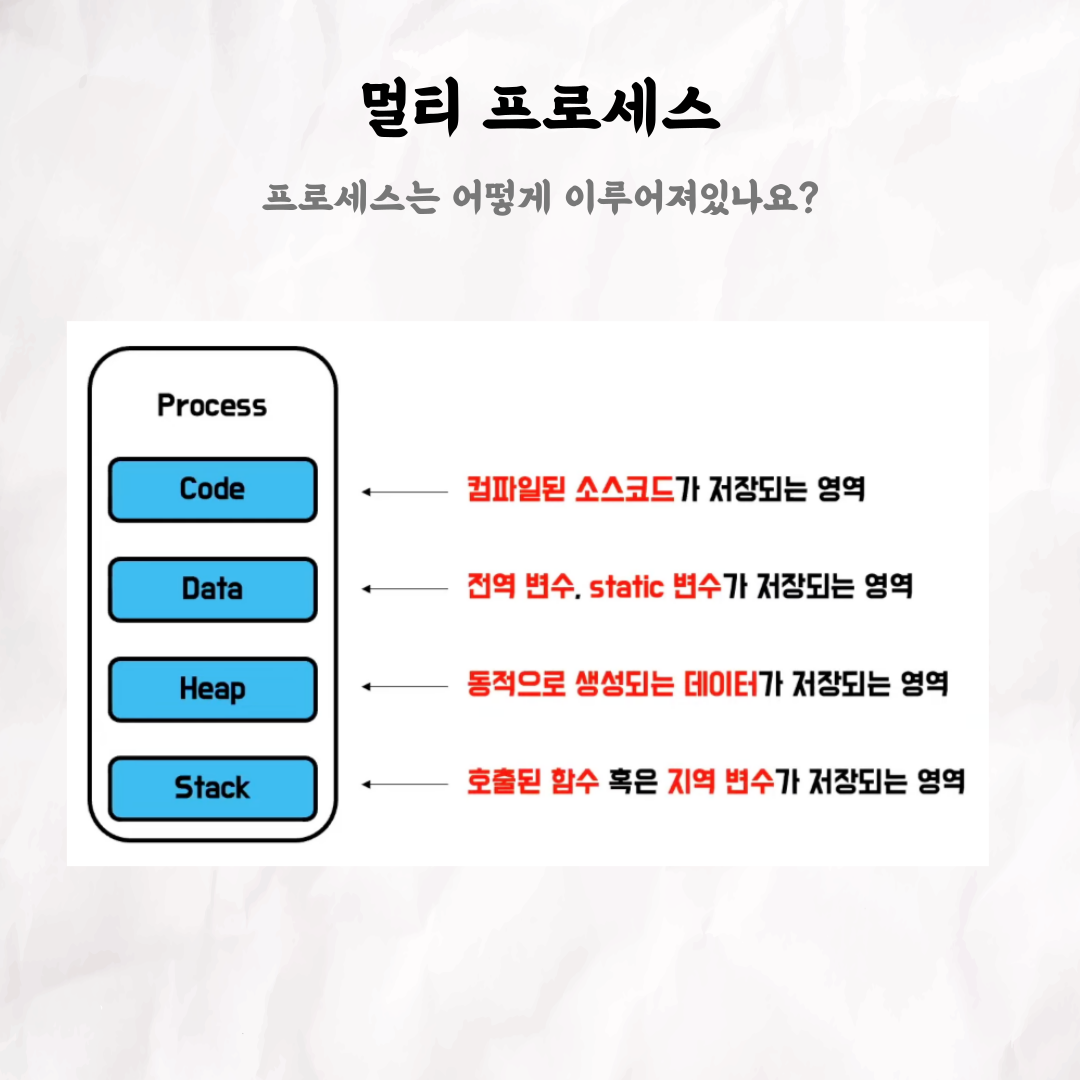 멀티 프로세스
프로세스는 어떻게 이루어져있나요?
Process
Code
컴파일된 소스코드가 저장되는 영역
Data
전역 변수, static 변수가 저장되는 영역
Heap
동적으로 생성되는 데이터가 저장되는 영역
Stack
호출된 함수 혹은 지역 변수가 저장되는 영역